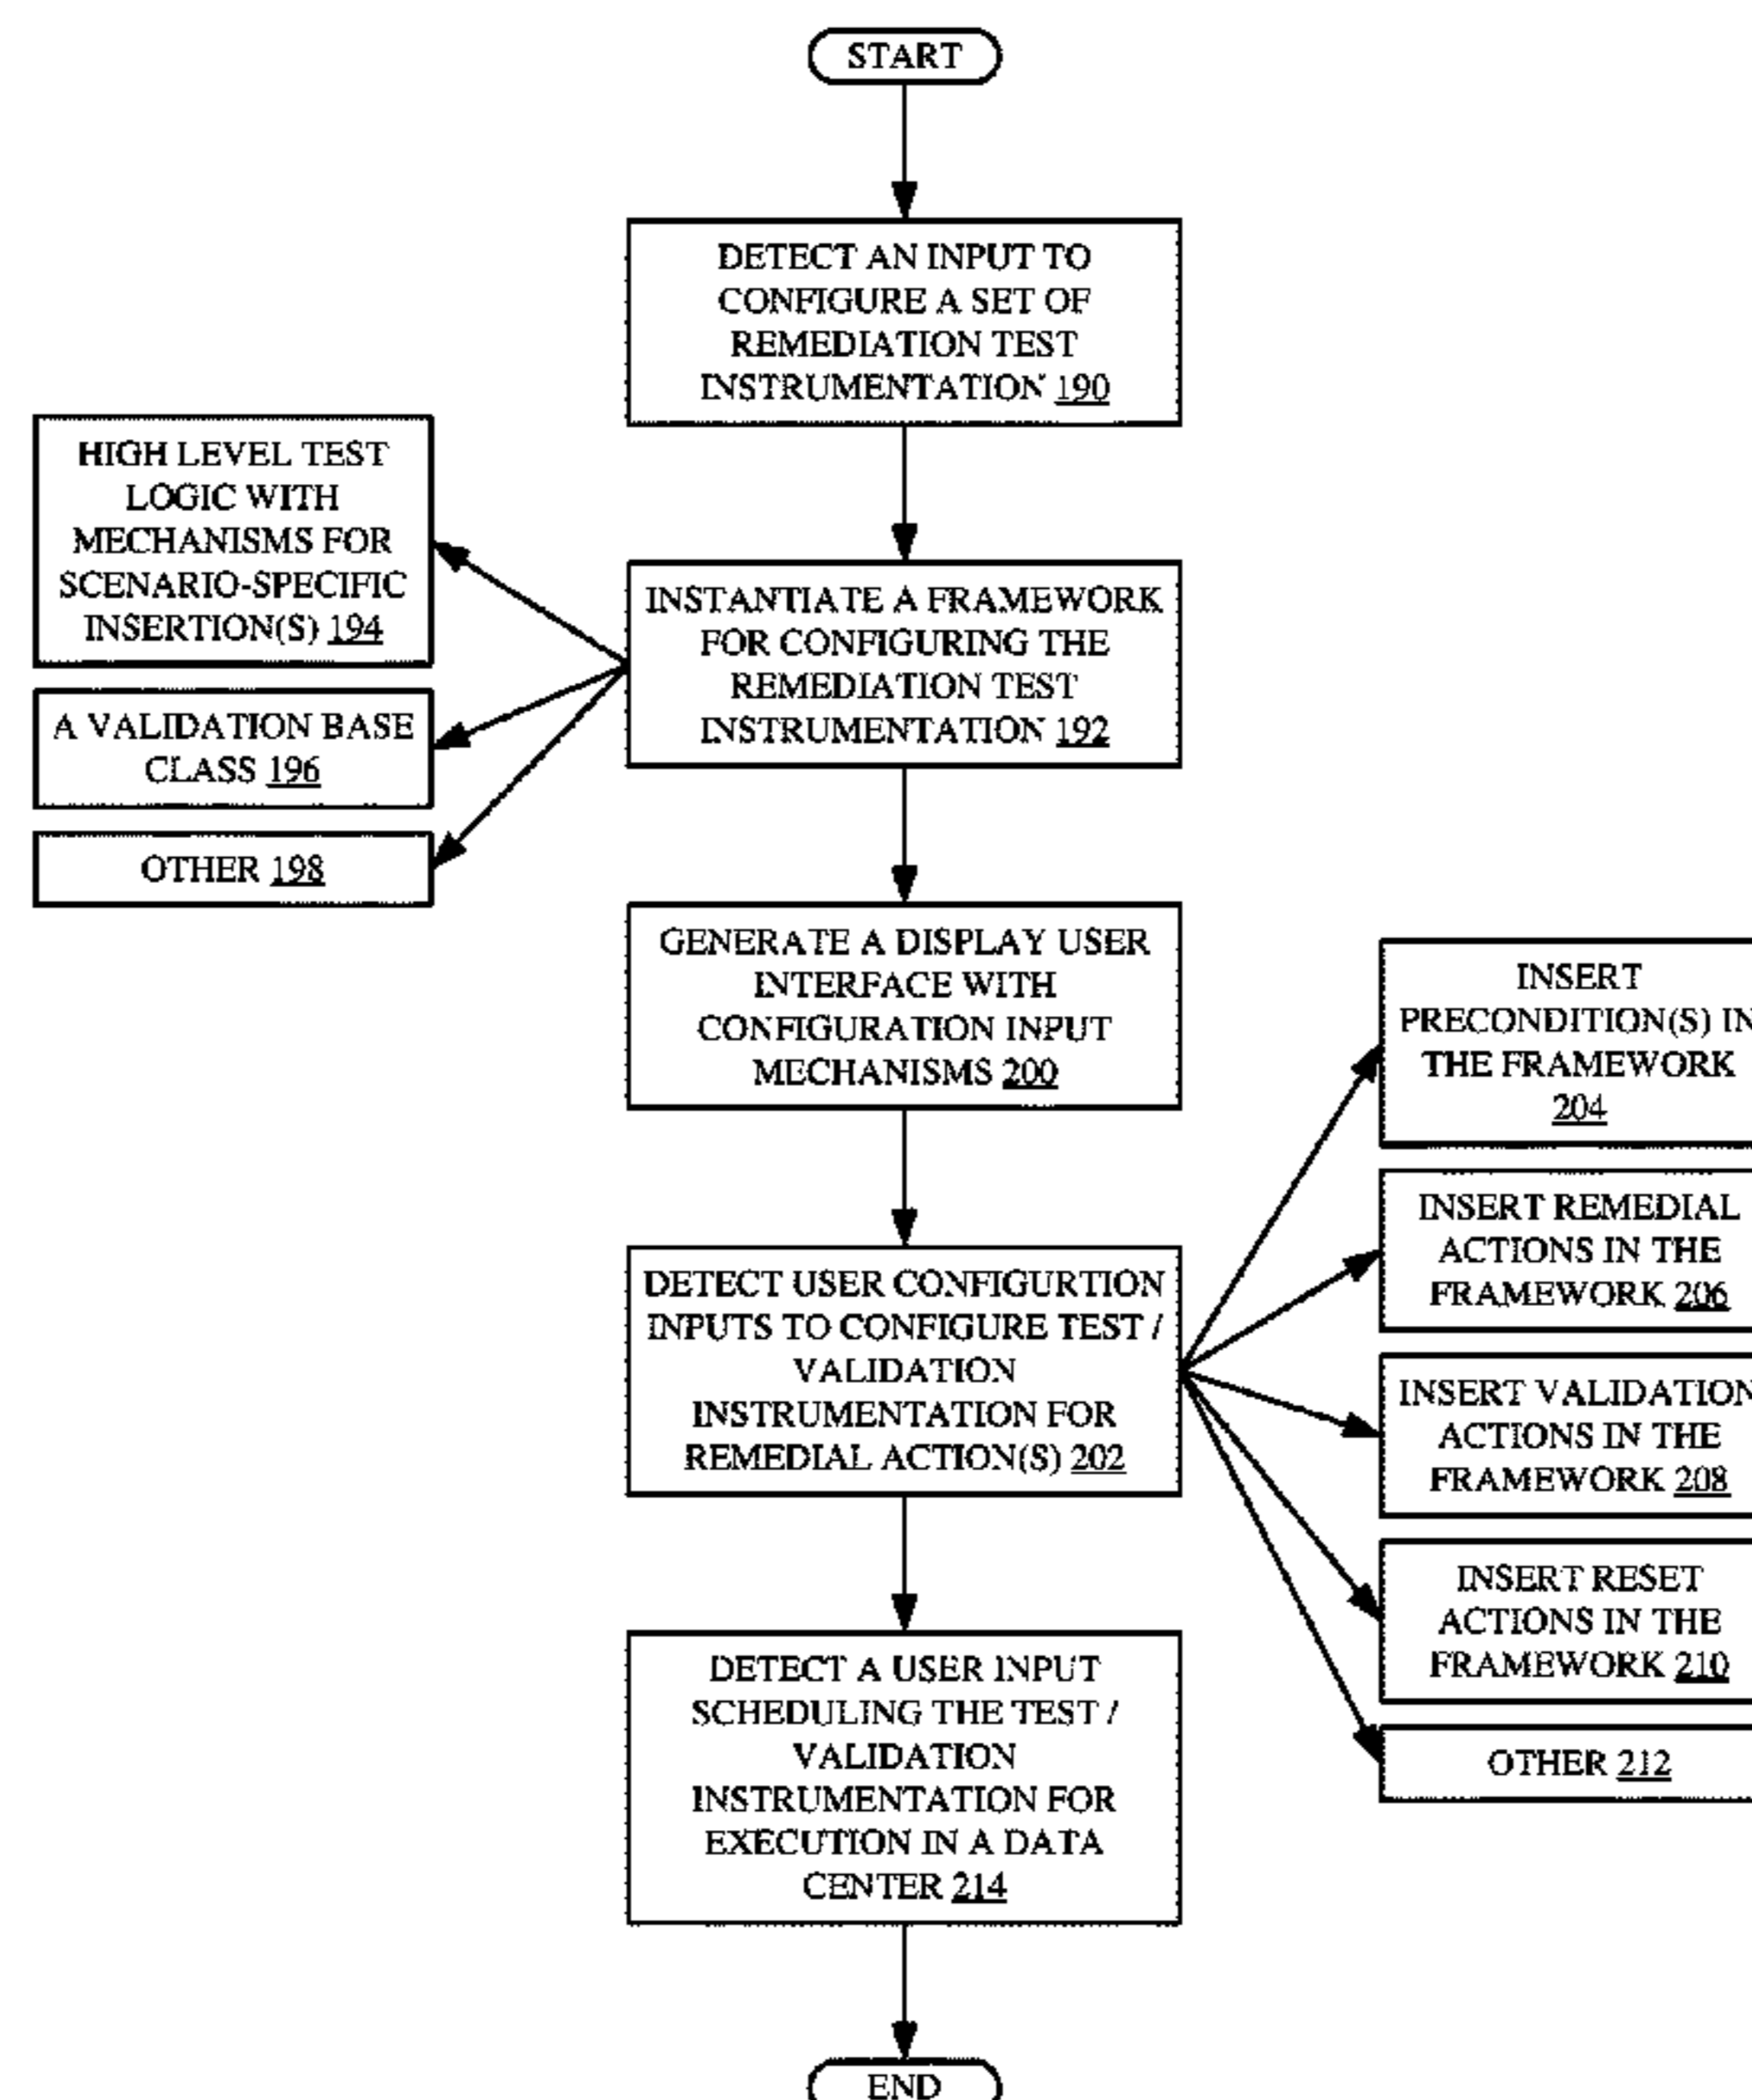 START
DETECT AN INPUT TO
CONFIGURE A SET OF
REMEDIATION TEST
INSTRUMENTATION 190
HIGH LEVEL TEST
LOGIC WITH
MECHANISMS FOR
SCENARIO-SPECIFIC
INSERTION(S) 194
A VALIDATION BASE
CLASS 196
OTHER 198
INSTANTIATE A FRAMEWORK
FOR CONFIGURING THE
REMEDIATION TEST
INSTRUMENTATION 192
GENERATE A DISPLAY USER
INTERFACE WITH
CONFIGURATION INPUT
MECHANISMS 200
DETECT USER CONFIGURTION
INPUTS TO CONFIGURE TEST /
VALIDATION
INSTRUMENTATION FOR
REMEDIAL ACTION(S) 202
INSERT
PRECONDITION(S) IN
THE FRAMEWORK
204
INSERT REMEDIAL
ACTIONS IN THE
FRAMEWORK 206
INSERT VALIDATION
ACTIONS IN THE
FRAMEWORK 208
INSERT RESET
ACTIONS IN THE
FRAMEWORK 210
OTHER 212
DETECT A USER INPUT
SCHEDULING THE TEST /
VALIDATION
INSTRUMENTATION FOR
EXECUTION IN A DATA
CENTER 214
END